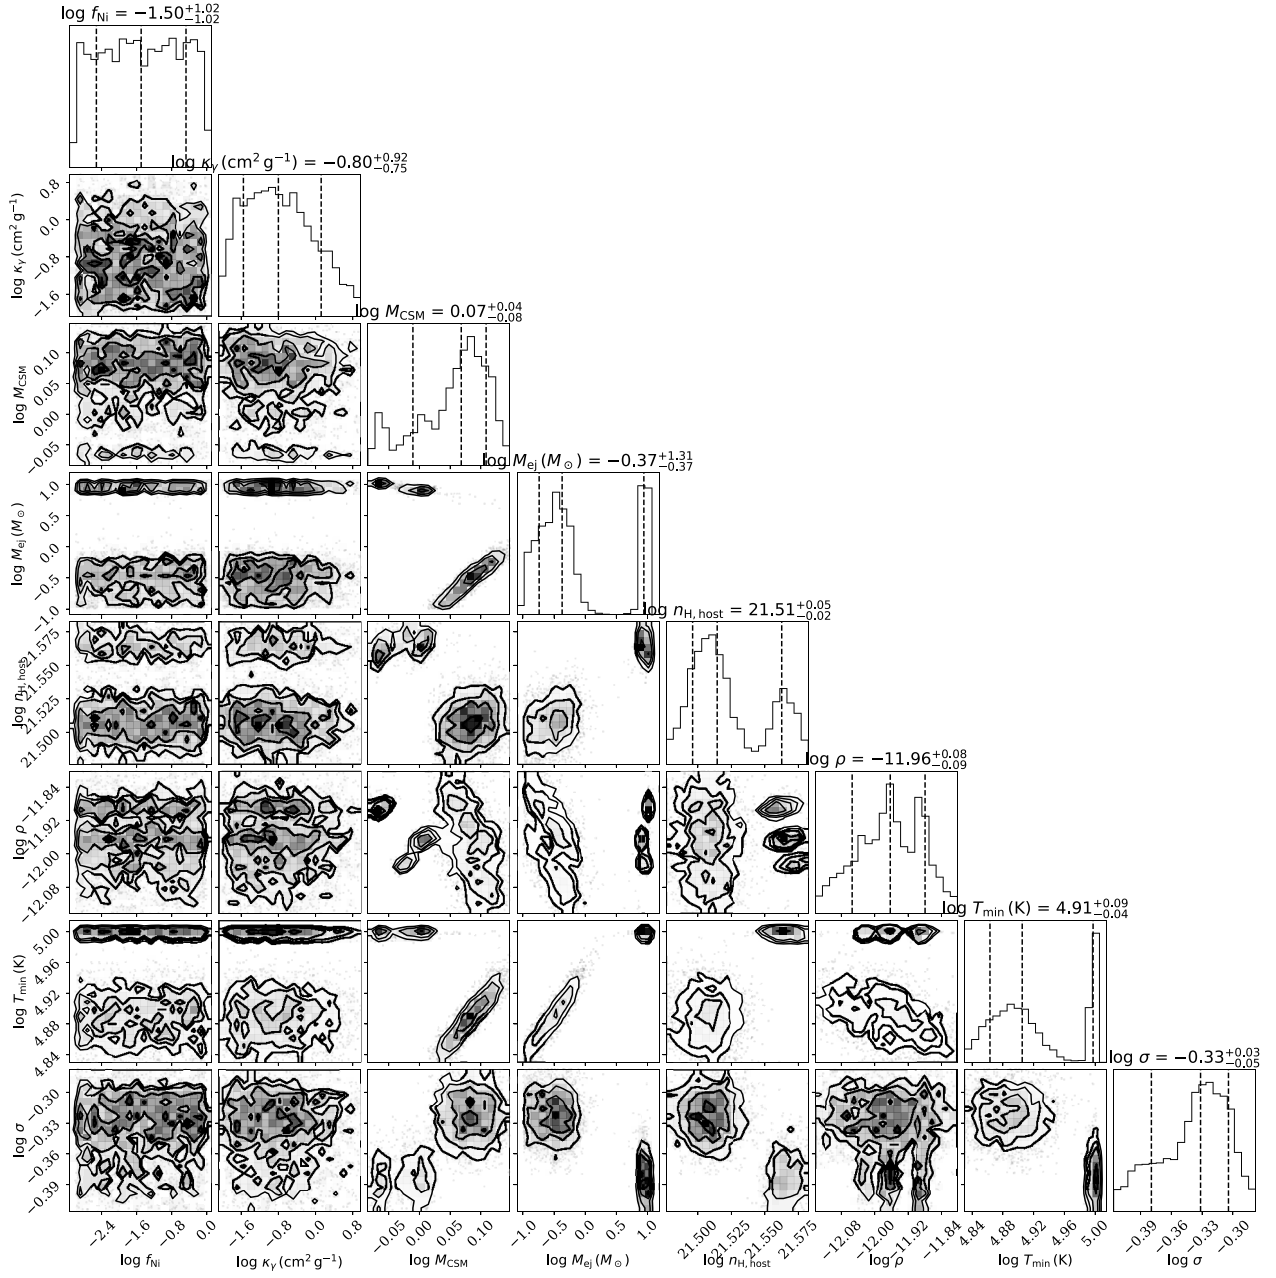 log f_Ni = −1.50 +1.02 −1.02
log κ_γ (cm² g⁻¹) = −0.80 +0.92 −0.75
0.8
0.0
−0.8
−1.6
log κ_γ (cm² g⁻¹)
log M_CSM = 0.07 +0.04 −0.08
0.10
0.05
0.00
−0.05
log M_CSM
log M_ej (M_⊙) = −0.37 +1.31 −0.37
1.0
0.5
0.0
−0.5
−1.0
log M_ej (M_⊙)
log n_H, host = 21.51 +0.05 −0.02
21.575
21.550
21.525
21.500
log n_H, host
log ρ = −11.96 +0.08 −0.09
−11.84
−11.92
−12.00
−12.08
log ρ
log T_min (K) = 4.91 +0.09 −0.04
5.00
4.96
4.92
4.88
4.84
log T_min (K)
log σ = −0.33 +0.03 −0.05
−0.30
−0.33
−0.36
−0.39
log σ
−2.4 −1.6 −0.8 0.0
−1.6 −0.8 0.0 0.8
−0.05 0.00 0.05 0.10
−1.0 −0.5 0.0 0.5 1.0
21.500 21.525 21.550 21.575
−12.08 −12.00 −11.92 −11.84
4.84 4.88 4.92 4.96 5.00
−0.39 −0.36 −0.33 −0.30
log f_Ni
log κ_γ (cm² g⁻¹)
log M_CSM
log M_ej (M_⊙)
log n_H, host
log ρ
log T_min (K)
log σ